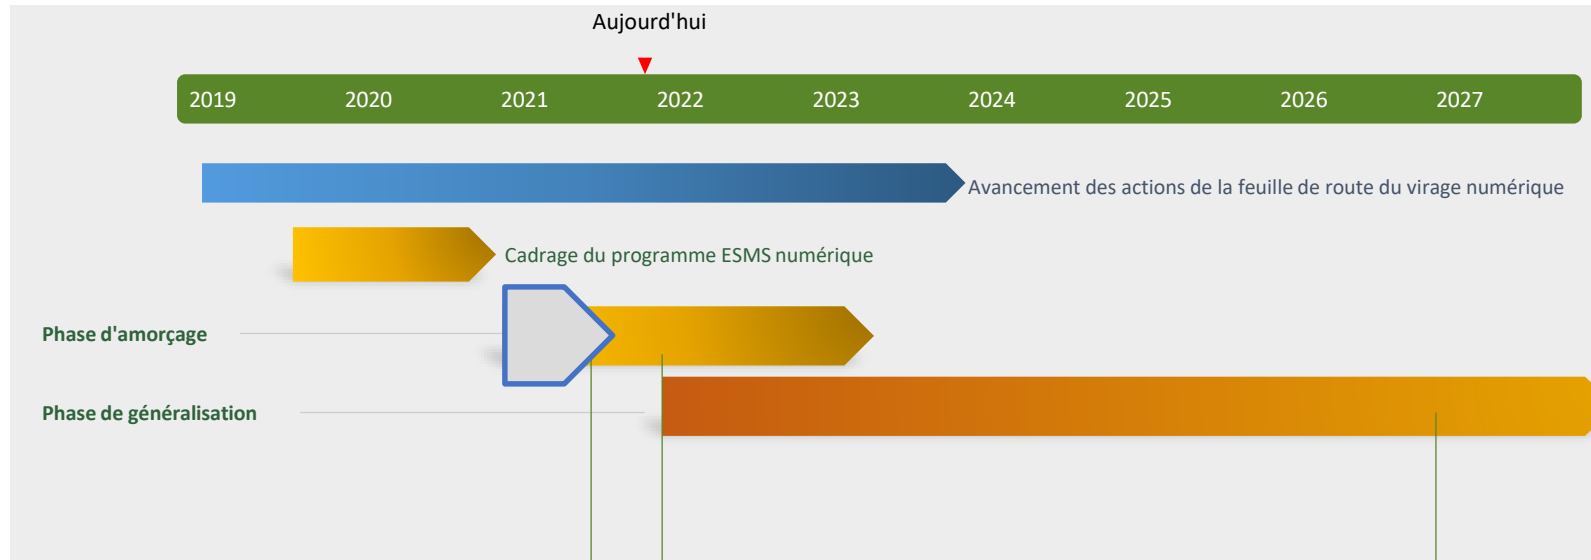 Aujourd'hui
2019 2020 2021 2022 2023 2024 2025 2026 2027
Avancement des actions de la feuille de route du virage numérique
Cadrage du programme ESMS numérique
Phase d'amorçage
Phase de généralisation